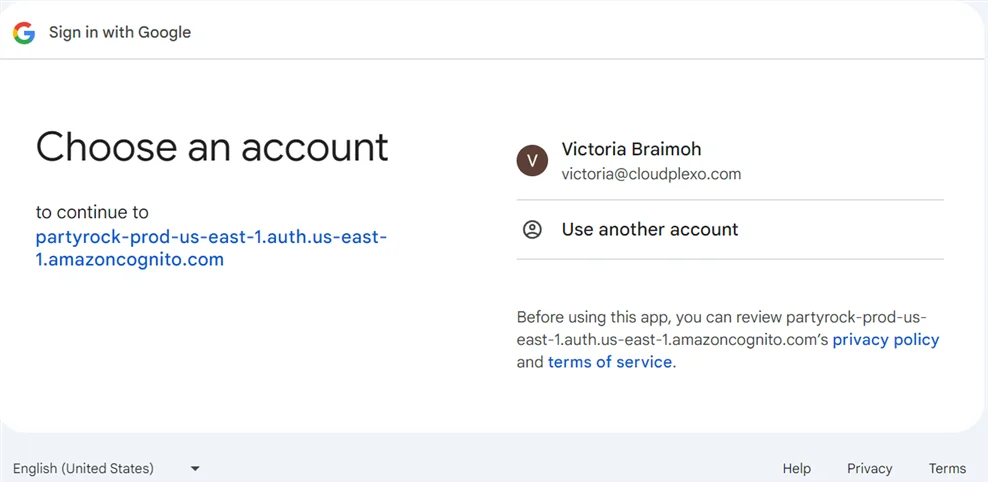 Sign in with Google
Choose an account
to continue to
partyrock-prod-us-east-1.auth.us-east-
1.amazoncognito.com
V
Victoria Braimoh
victoria@cloudplexo.com
Use another account
Before using this app, you can review partyrock-prod-us-
east-1.auth.us-east-1.amazoncognito.com’s privacy policy
and terms of service.
English (United States)
Help
Privacy
Terms